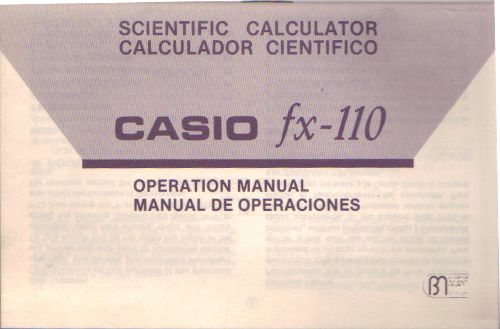 SCIENTIFIC CALCULATOR
CALCULADOR CIENTIFICO
CASIO fx-110
OPERATION MANUAL
MANUAL DE OPERACIONES